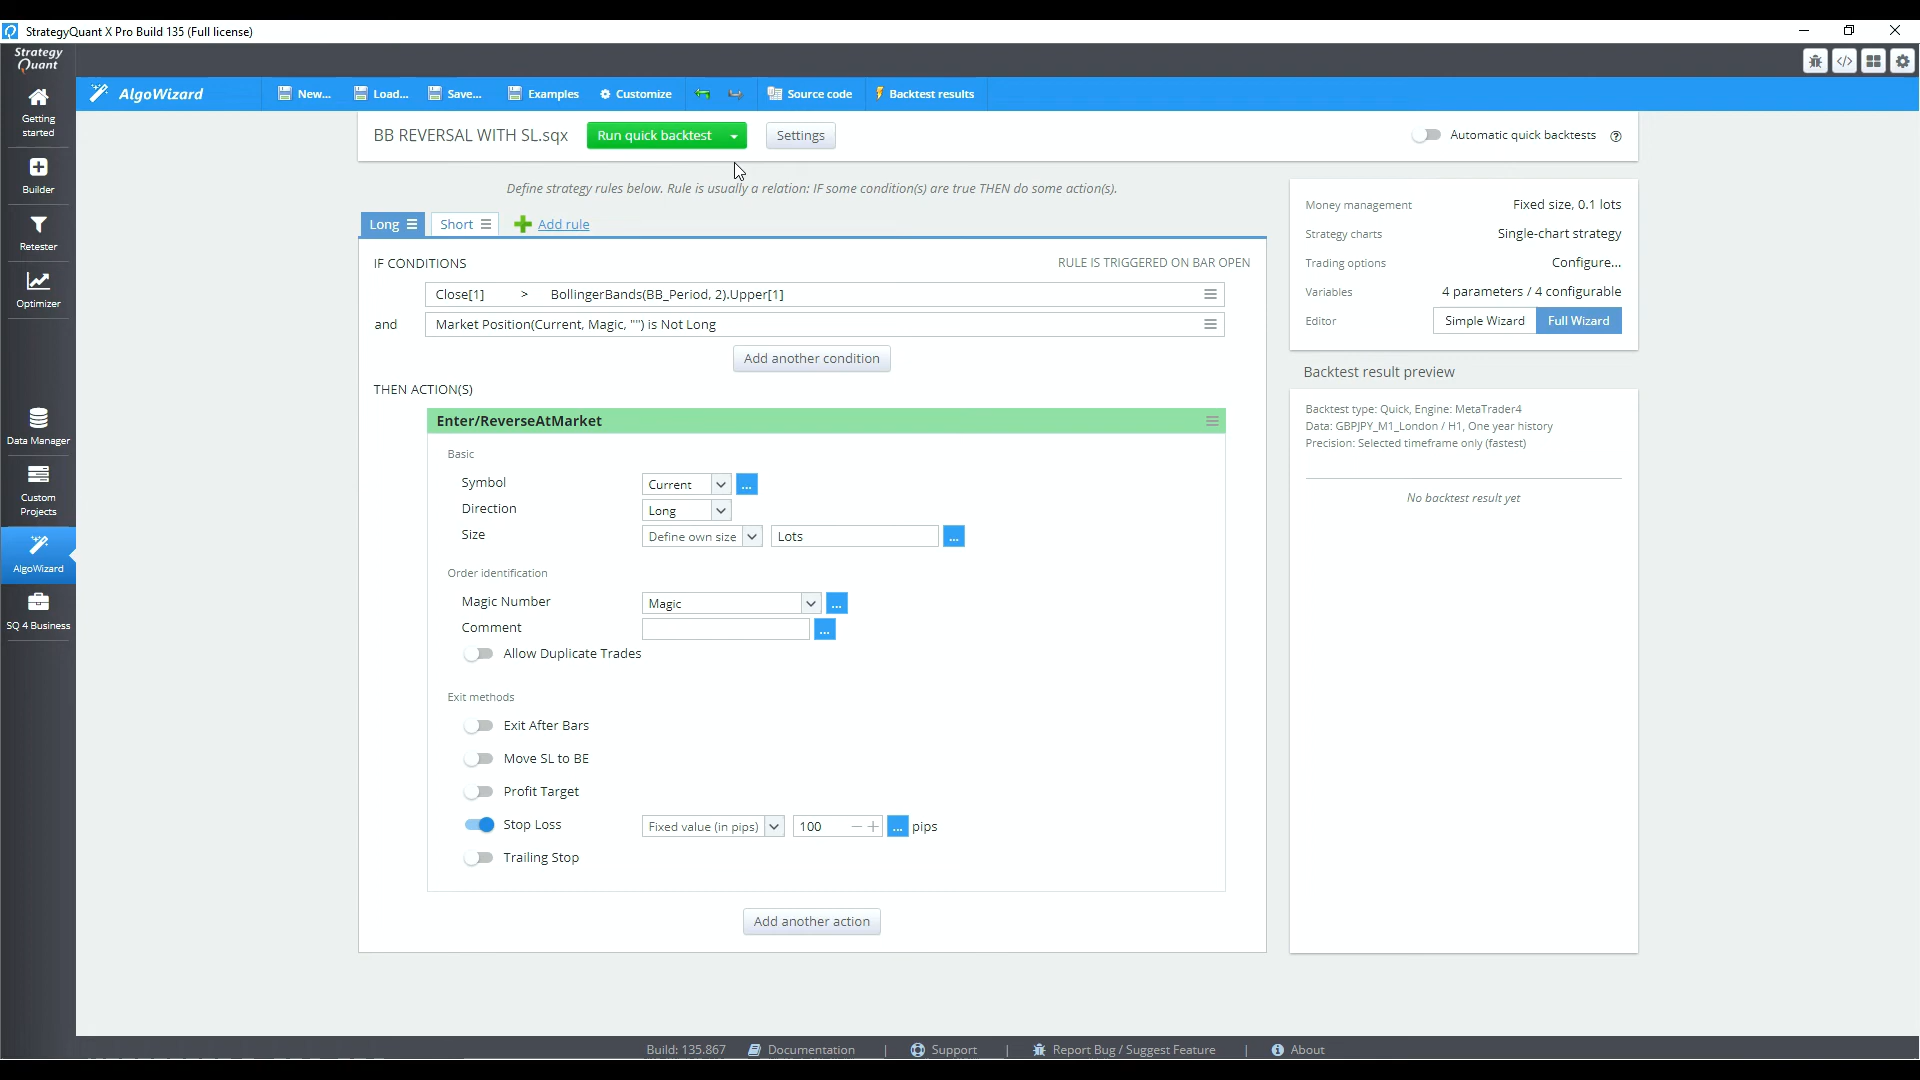 StrategyQuant X Pro Build 135 (Full license)
Strategy
Quant
AlgoWizard
New...
Load...
Save...
Examples
Customize
Source code
Backtest results
Getting
started
Builder
Retester
Optimizer
Data Manager
Custom
Projects
AlgoWizard
SQ 4 Business
BB REVERSAL WITH SL.sqx
Run quick backtest
Settings
Automatic quick backtests
?
Define strategy rules below. Rule is usually a relation: IF some condition(s) are true THEN do some action(s).
Long
Short
Add rule
IF CONDITIONS
RULE IS TRIGGERED ON BAR OPEN
Close[1] > BollingerBands(BB_Period, 2).Upper[1]
and Market Position(Current, Magic, "") is Not Long
Add another condition
THEN ACTION(S)
Enter/ReverseAtMarket
Basic
Symbol Current ...
Direction Long
Size Define own size Lots ...
Order identification
Magic Number Magic ...
Comment ...
Allow Duplicate Trades
Exit methods
Exit After Bars
Move SL to BE
Profit Target
Stop Loss Fixed value (in pips) 100 − + ... pips
Trailing Stop
Add another action
Money management Fixed size, 0.1 lots
Strategy charts Single-chart strategy
Trading options Configure...
Variables 4 parameters / 4 configurable
Editor Simple Wizard Full Wizard
Backtest result preview
Backtest type: Quick, Engine: MetaTrader4
Data: GBPJPY_M1_London / H1, One year history
Precision: Selected timeframe only (fastest)
No backtest result yet
Build: 135.867 Documentation | Support | Report Bug / Suggest Feature | About